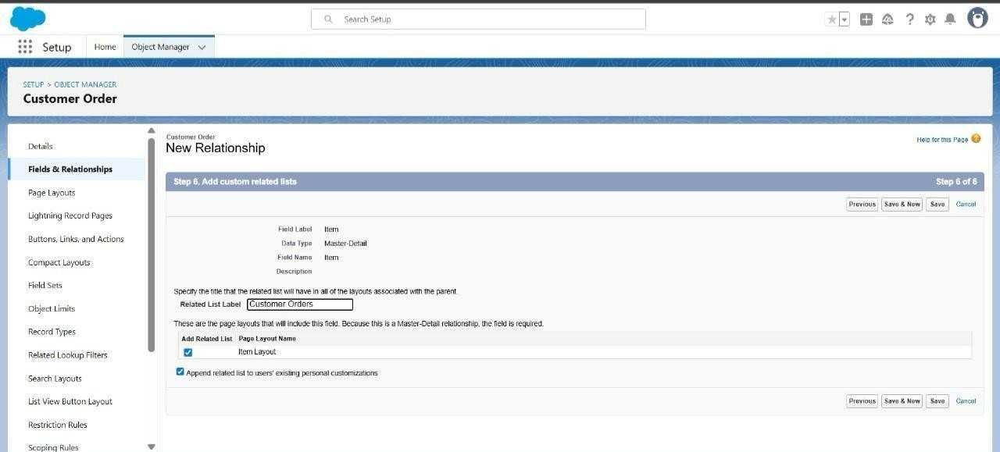 Search Setup
Setup
Home
Object Manager
SETUP > OBJECT MANAGER
Customer Order
Details
Fields & Relationships
Page Layouts
Lightning Record Pages
Buttons, Links, and Actions
Compact Layouts
Field Sets
Object Limits
Record Types
Related Lookup Filters
Search Layouts
List View Button Layout
Restriction Rules
Scoping Rules
Customer Order
New Relationship
Help for this Page ?
Step 6. Add custom related lists Step 6 of 6
Previous Save & New Save Cancel
Field Label Item
Data Type Master-Detail
Field Name Item
Description
Specify the title that the related list will have in all of the layouts associated with the parent.
Related List Label Customer Orders
These are the page layouts that will include this field. Because this is a Master-Detail relationship, the field is required.
Add Related List Page Layout Name
Item Layout
Append related list to users' existing personal customizations
Previous Save & New Save Cancel